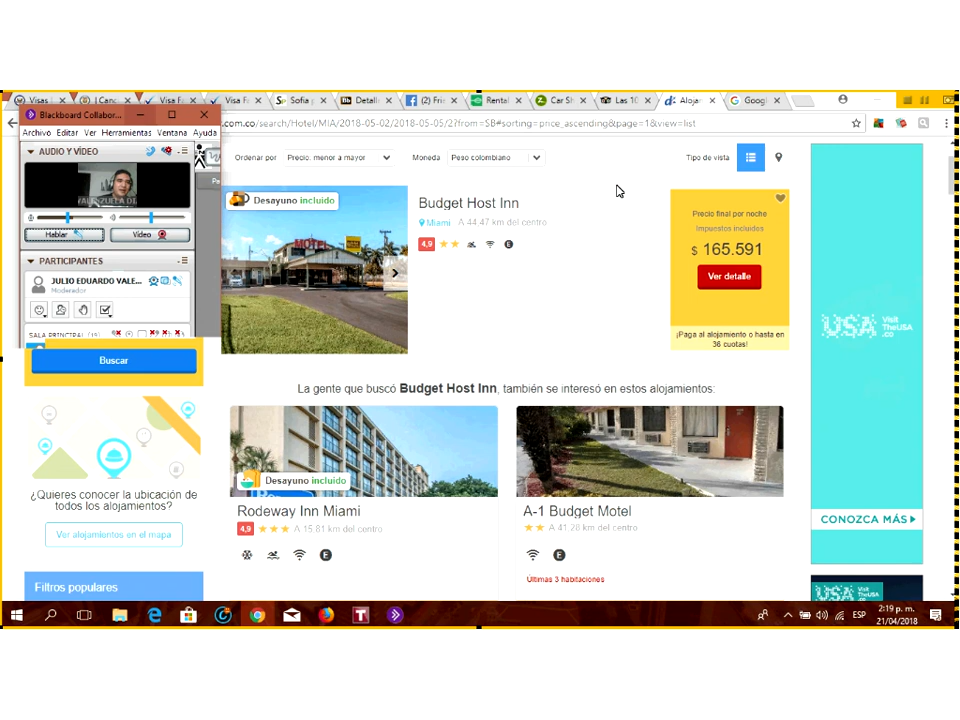 Visas
Canc
Visa F
Visa F
Sofia p
Detall
(2) Fri
Rental
Car Sh
Las 10
Aloja
Googl
Blackboard Collabor...
Archivo Editar Ver Herramientas Ventana Ayuda
.com.co/search/Hotel/MIA/2018-05-02/2018-05-05/2?from=SB#sorting=price_ascending&page=1&view=list
AUDIO Y VÍDEO
Hablar
Vídeo
PARTICIPANTES
JULIO EDUARDO VALE...
Moderador
Buscar
Ordenar por
Precio: menor a mayor
Moneda
Peso colombiano
Tipo de vista
Desayuno incluido
MOTEL
Budget Host Inn
Miami A 44.47 km del centro
4,9
Precio final por noche
Impuestos incluidos
$ 165.591
Ver detalle
¡Paga al alojamiento o hasta en
36 cuotas!
La gente que buscó Budget Host Inn, también se interesó en estos alojamientos:
Desayuno incluido
Rodeway Inn Miami
4,9 A 15.81 km del centro
A-1 Budget Motel
A 41.28 km del centro
Últimas 3 habitaciones
¿Quieres conocer la ubicación de
todos los alojamientos?
Ver alojamientos en el mapa
Filtros populares
USA Visit
TheUSA
.co
CONOZCA MÁS
USA Visit
TheUSA
ESP
2:19 p. m.
21/04/2018